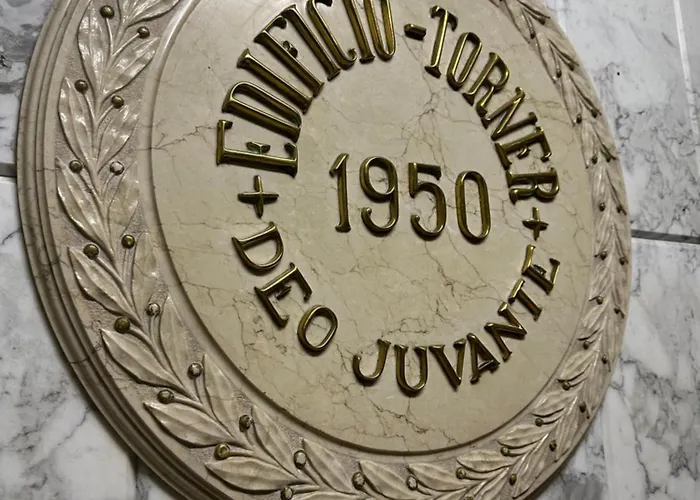 EDIFICIO-TORNER
1950
+ DEO JUVANTE +